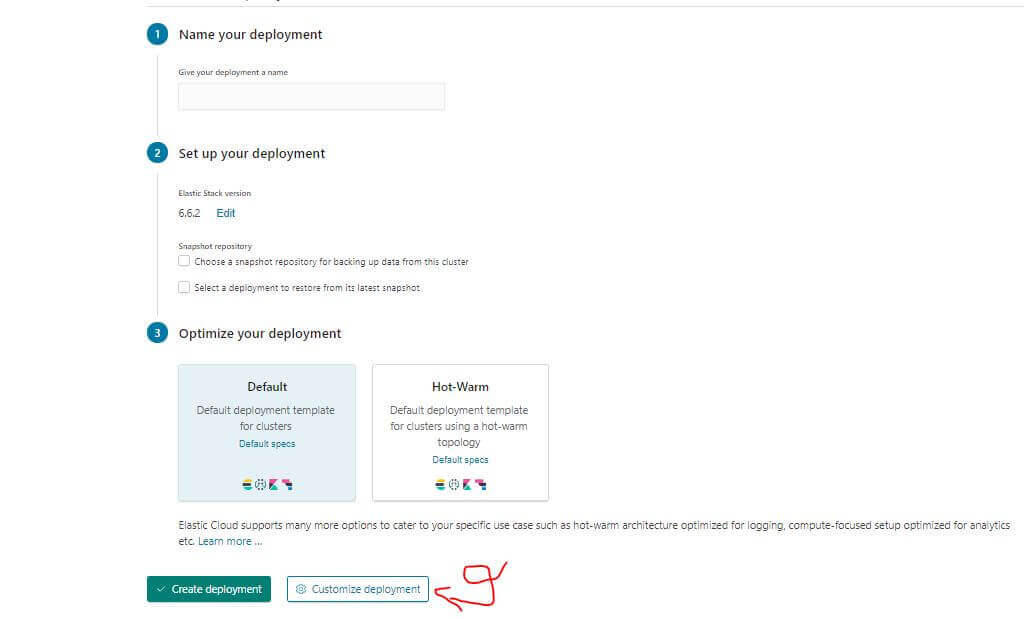 1 Name your deployment
Give your deployment a name
2 Set up your deployment
Elastic Stack version
6.6.2 Edit
Snapshot repository
Choose a snapshot repository for backing up data from this cluster
Select a deployment to restore from its latest snapshot
3 Optimize your deployment
Default
Default deployment template
for clusters
Default specs
Hot-Warm
Default deployment template
for clusters using a hot-warm
topology
Default specs
Elastic Cloud supports many more options to cater to your specific use case such as hot-warm architecture optimized for logging, compute-focused setup optimized for analytics
etc. Learn more ...
Create deployment
Customize deployment